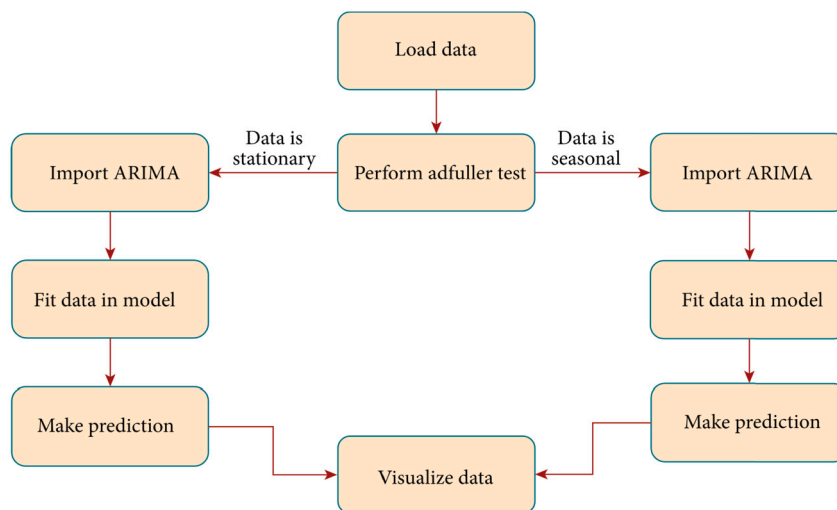 Load data
Data is
stationary
Data is
seasonal
Import ARIMA
Perform adfuller test
Import ARIMA
Fit data in model
Fit data in model
Make prediction
Make prediction
Visualize data